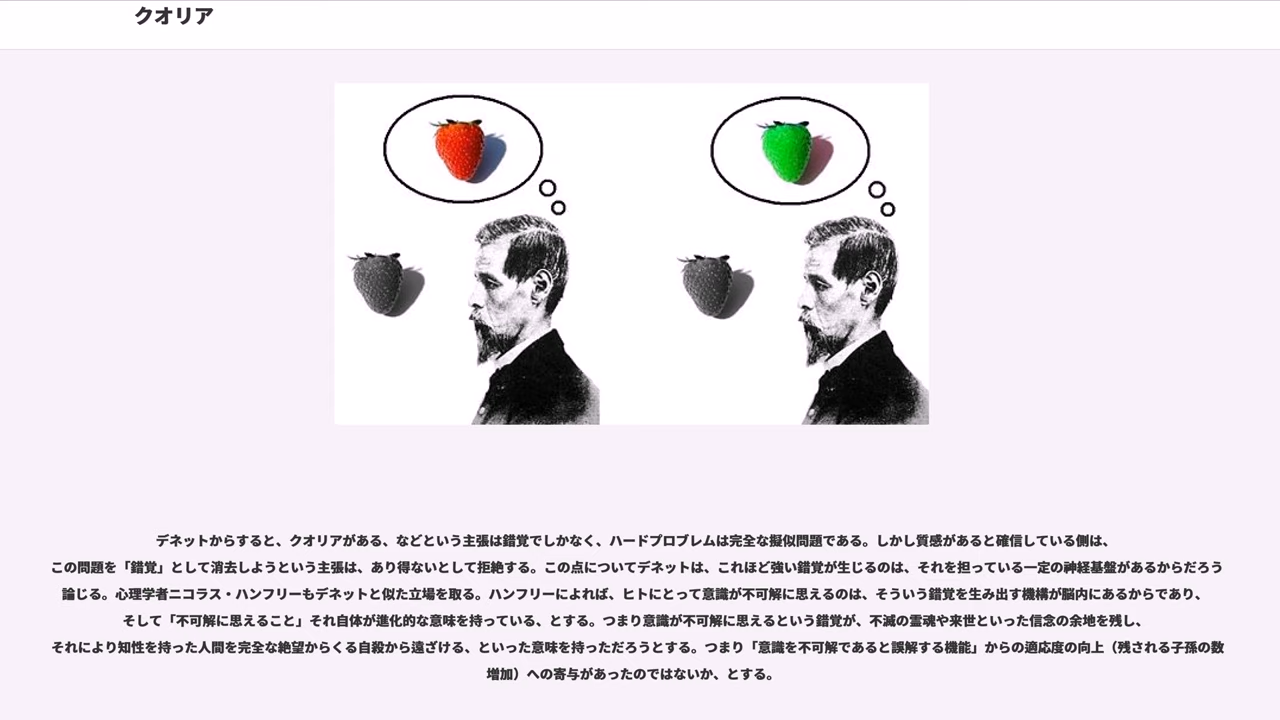 クオリア
デネットからすると、クオリアがある、などという主張は錯覚でしかなく、ハードプロブレムは完全な擬似問題である。しかし質感があると確信している側は、
この問題を「錯覚」として消去しようという主張は、あり得ないとして拒絶する。この点についてデネットは、これほど強い錯覚が生じるのは、それを担っている一定の神経基盤があるからだろう
論じる。心理学者ニコラス・ハンフリーもデネットと似た立場を取る。ハンフリーによれば、ヒトにとって意識が不可解に思えるのは、そういう錯覚を生み出す機構が脳内にあるからであり、
そして「不可解に思えること」それ自体が進化的な意味を持っている、とする。つまり意識が不可解に思えるという錯覚が、不滅の霊魂や来世といった信念の余地を残し、
それにより知性を持った人間を完全な絶望からくる自殺から遠ざける、といった意味を持っただろうとする。つまり「意識を不可解であると誤解する機能」からの適応度の向上（残される子孫の数
増加）への寄与があったのではないか、とする。